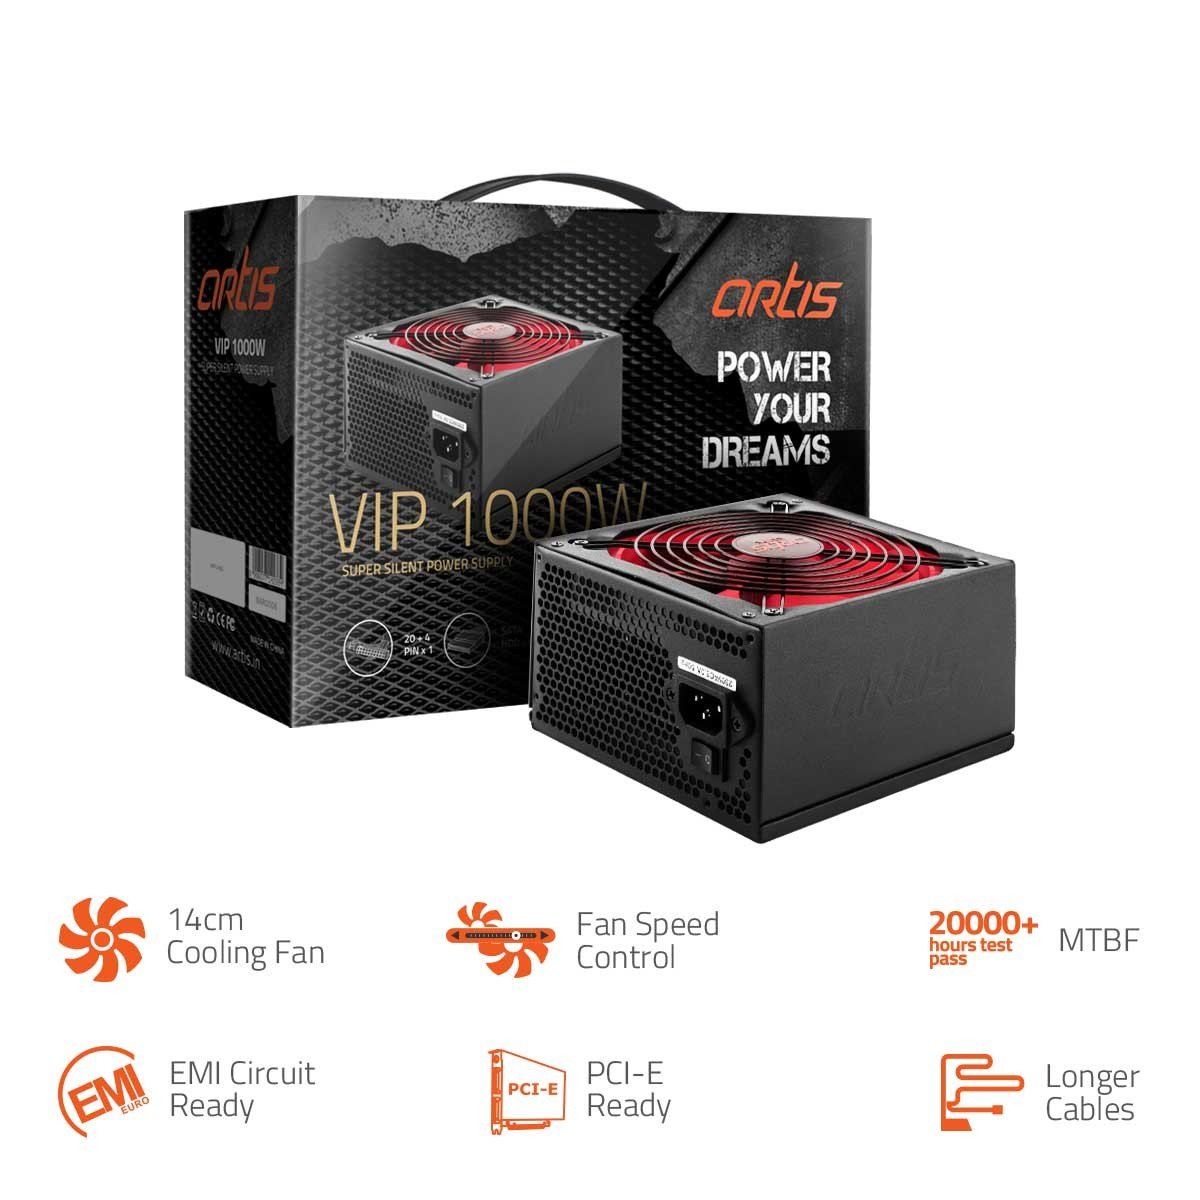 artis
VIP 1000W
SUPER SILENT POWER SUPPLY
MADE IN CHINA
www.artis.in
artis
POWER
YOUR
DREAMS
VIP 1000W
SUPER SILENT POWER SUPPLY
20 + 4
PIN x 1
14cm
Cooling Fan
Fan Speed
Control
20000+
hours test
pass
MTBF
EMI
EURO
EMI Circuit
Ready
PCI-E
PCI-E
Ready
Longer
Cables